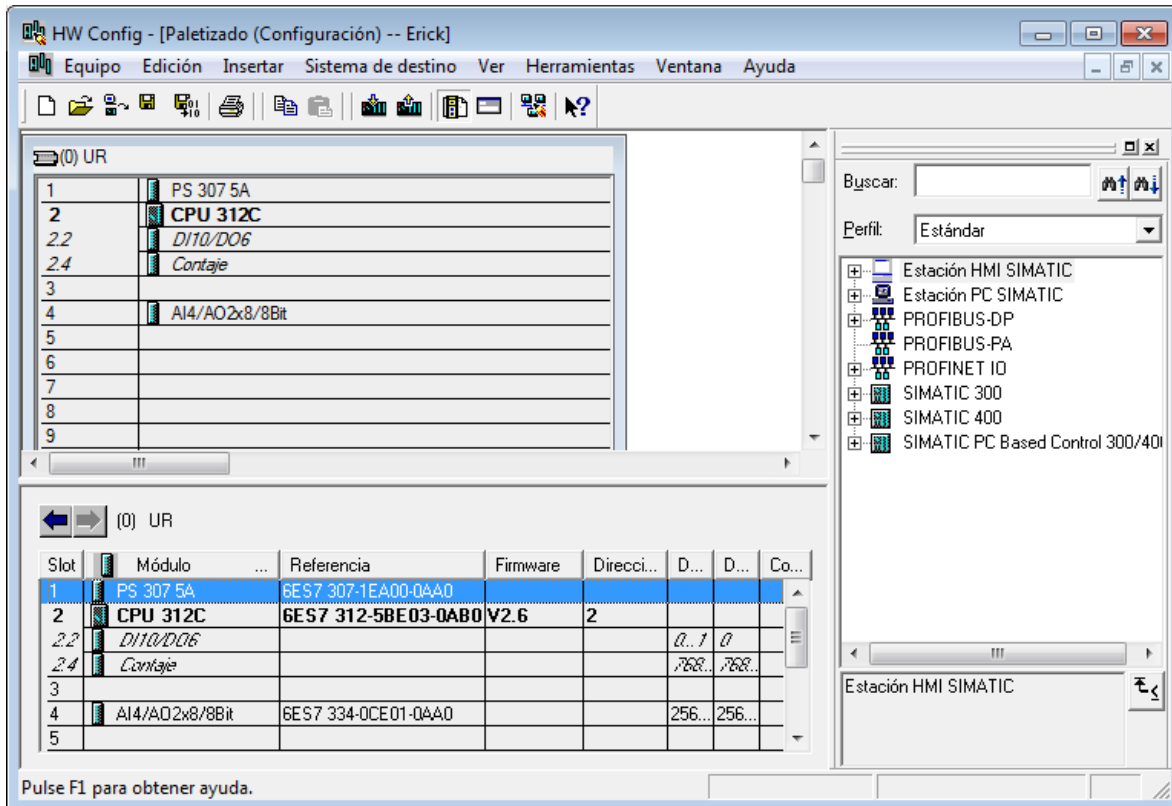 HW Config - [Paletizado (Configuración) -- Erick]
Equipo Edición Insertar Sistema de destino Ver Herramientas Ventana Ayuda
(0) UR
1 PS 307 5A
2 CPU 312C
2.2 DI10/DO6
2.4 Contaje
3
4 AI4/AO2x8/8Bit
5
6
7
8
9
Buscar:
Perfil: Estándar
Estación HMI SIMATIC
Estación PC SIMATIC
PROFIBUS-DP
PROFIBUS-PA
PROFINET IO
SIMATIC 300
SIMATIC 400
SIMATIC PC Based Control 300/40
(0) UR
Slot Módulo ... Referencia Firmware Direcci... D... D... Co...
1 PS 307 5A 6ES7 307-1EA00-0AA0
2 CPU 312C 6ES7 312-5BE03-0AB0 V2.6 2
2.2 DI10/DO6 0...1 0
2.4 Contaje 768... 768...
3
4 AI4/AO2x8/8Bit 6ES7 334-0CE01-0AA0 256... 256...
5
Estación HMI SIMATIC
Pulse F1 para obtener ayuda.